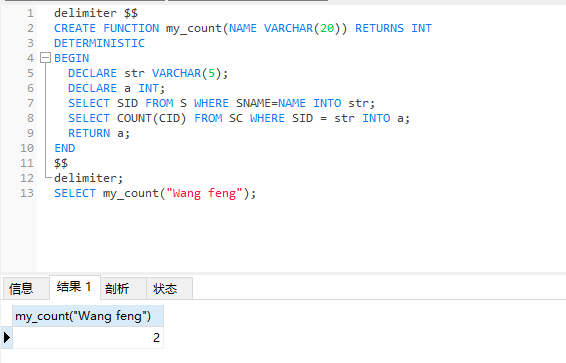 1 delimiter $$
2 CREATE FUNCTION my_count(NAME VARCHAR(20)) RETURNS INT
3 DETERMINISTIC
4 BEGIN
5 DECLARE str VARCHAR(5);
6 DECLARE a INT;
7 SELECT SID FROM S WHERE SNAME=NAME INTO str;
8 SELECT COUNT(CID) FROM SC WHERE SID = str INTO a;
9 RETURN a;
10 END
11 $$
12 delimiter;
13 SELECT my_count("Wang feng");
信息 结果 1 剖析 状态
my_count("Wang feng")
2